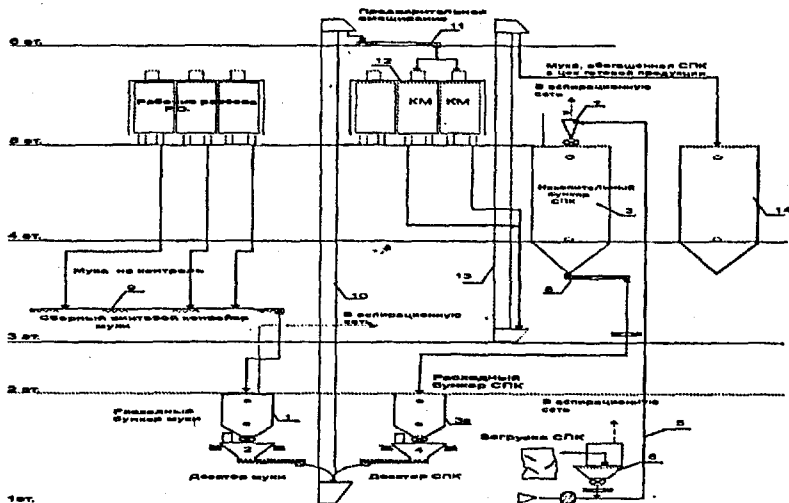 Предварительное
смешивание
11
6 эт.
Мука, обогащенная СПК
в цех готовой продукции
12
В аспирационную
сеть
7
Рабочие рассева
Р.О.
КМ
КМ
5 эт.
Накопительный
бункер
СПК
3
14
4 эт.
Мука на контроль
13
9
10
8
Сборный винтовой конвейер
муки
В аспирационную
сеть
3 эт.
Расходный
бункер СПК
2 эт.
В аспирационную
сеть
Расходный
бункер муки
1
3а
5
Загрузка СПК
2
4
6
Дозатор муки
Дозатор СПК
1 эт.